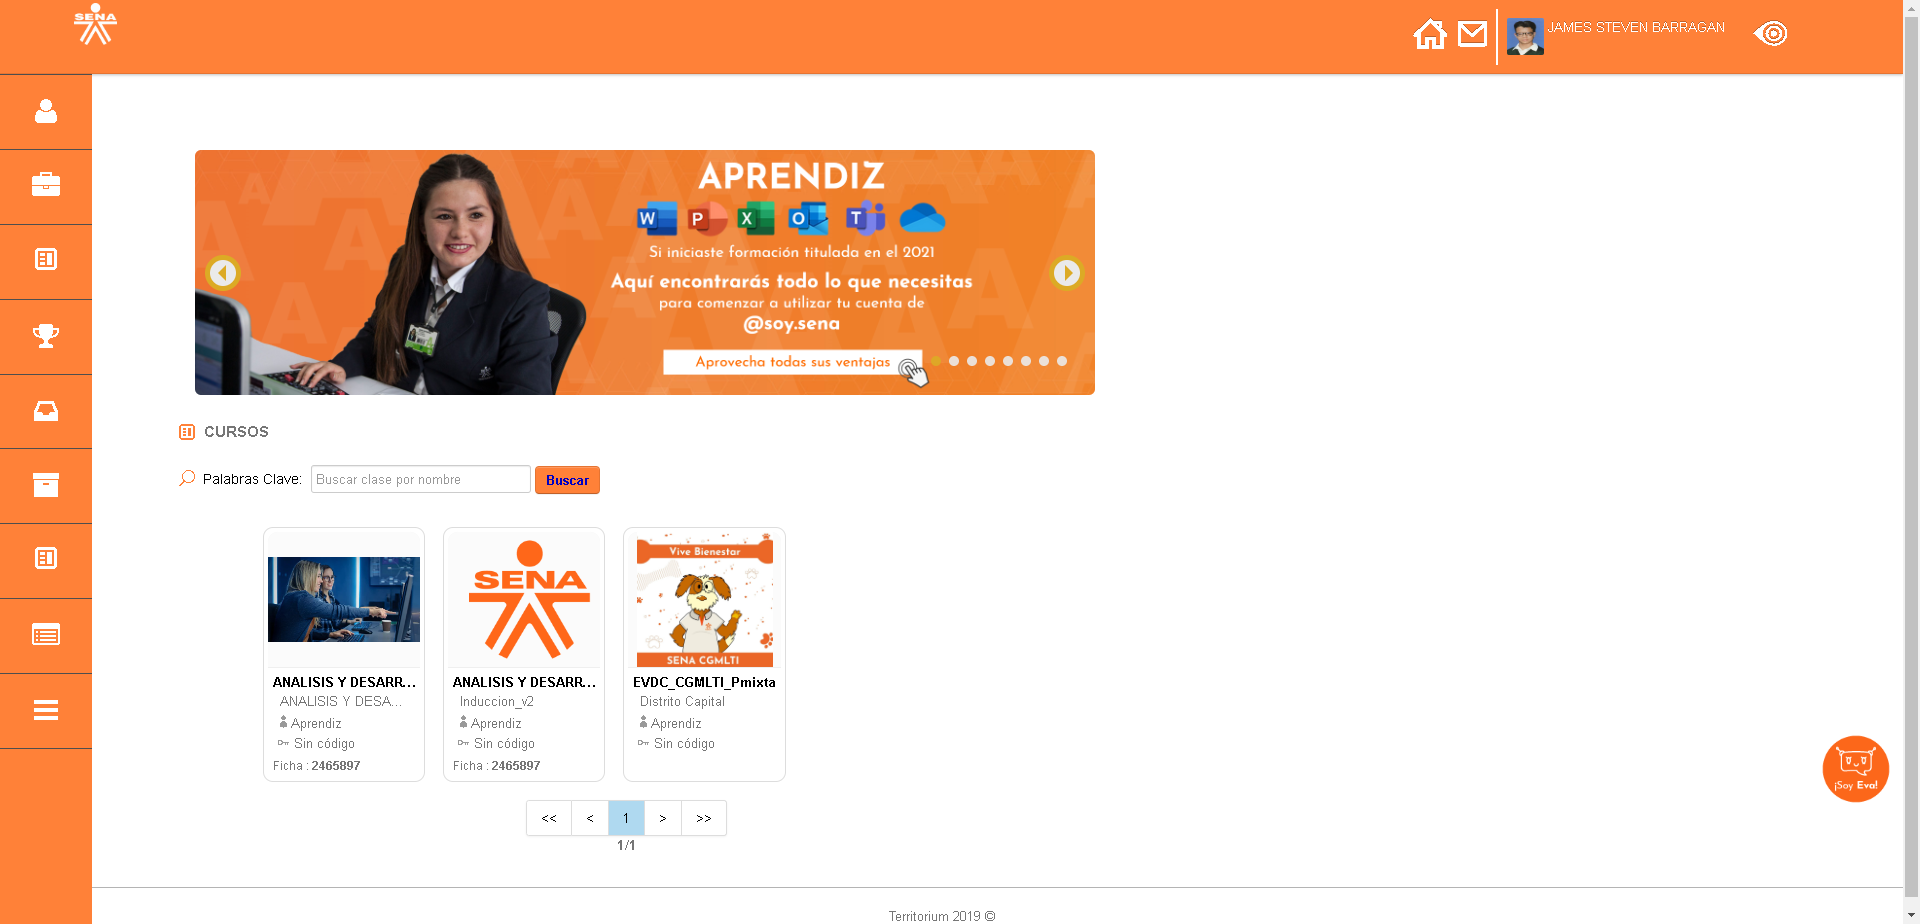 SENA
JAMES STEVEN BARRAGAN
APRENDIZ
W P X O T
Si iniciaste formación titulada en el 2021
Aquí encontrarás todo lo que necesitas
para comenzar a utilizar tu cuenta de
@soy.sena
Aprovecha todas sus ventajas
CURSOS
Palabras Clave:
Buscar clase por nombre
Buscar
SENA
Vive Bienestar
SENA CGMLTI
ANALISIS Y DESARR...
ANALISIS Y DESARR...
EVDC_CGMLTI_Pmixta
ANALISIS Y DESA...
Induccion_v2
Distrito Capital
Aprendiz
Aprendiz
Aprendiz
Sin código
Sin código
Sin código
Ficha : 2465897
Ficha : 2465897
¡Soy Eva!
<< < 1 > >>
1/1
Territorium 2019 ©